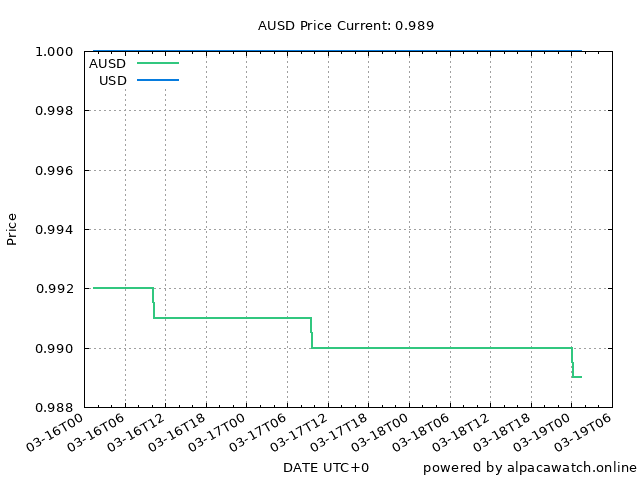 AUSD Price Current: 0.989
1.000
AUSD
USD
0.998
0.996
0.994
Price
0.992
0.990
0.988
03-16T00
03-16T06
03-16T12
03-16T18
03-17T00
03-17T06
03-17T12
03-17T18
03-18T00
03-18T06
03-18T12
03-18T18
03-19T00
03-19T06
DATE UTC+0
powered by alpacawatch.online